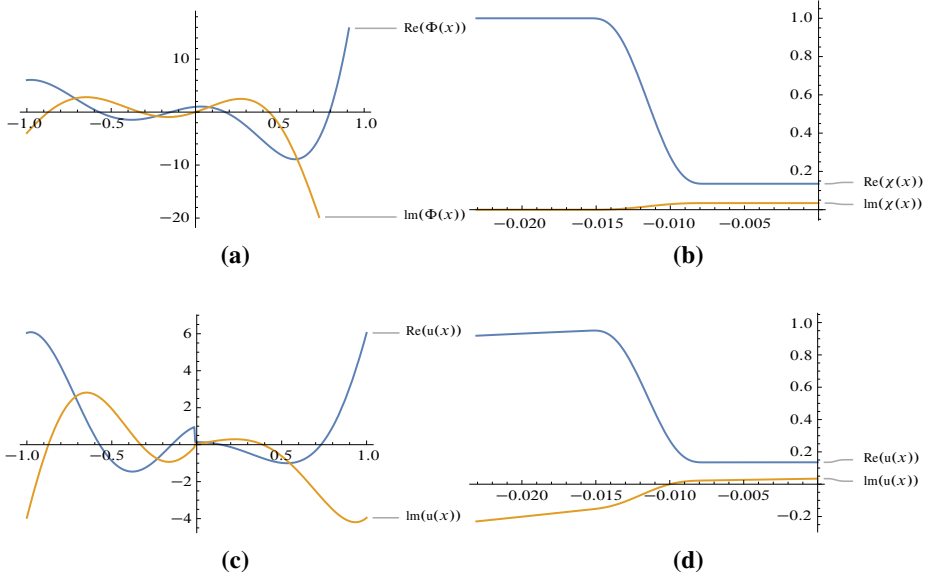 Re(Φ(x))
10
−1.0 −0.5 0.5 1.0
−10
−20
Im(Φ(x))
(a)
1.0
0.8
0.6
0.4
0.2
Re(χ(x))
Im(χ(x))
−0.020 −0.015 −0.010 −0.005
(b)
6
Re(u(x))
4
2
−1.0 −0.5 0.5 1.0
−2
−4
Im(u(x))
(c)
1.0
0.8
0.6
0.4
0.2
Re(u(x))
Im(u(x))
−0.020 −0.015 −0.010 −0.005
−0.2
(d)